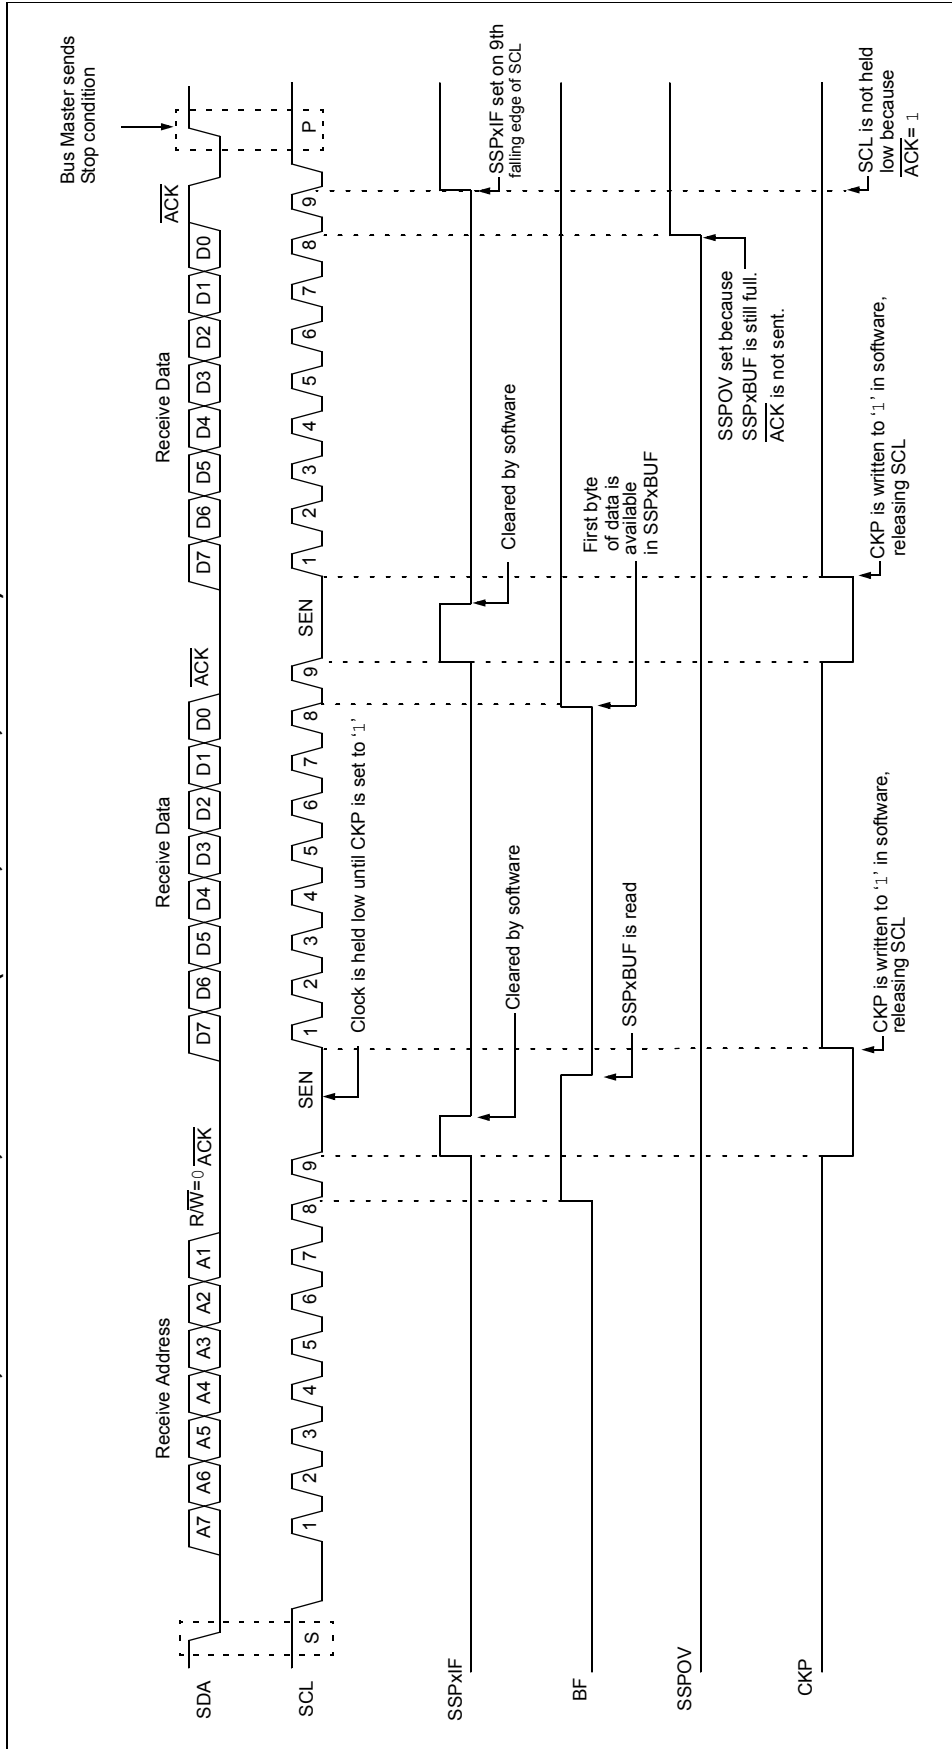 Bus Master sends
Stop condition
Receive Address
Receive Data
Receive Data
SDA
A7 A6 A5 A4 A3 A2 A1 R/W=0 ACK D7 D6 D5 D4 D3 D2 D1 D0 ACK D7 D6 D5 D4 D3 D2 D1 D0 ACK
SCL
S 1 2 3 4 5 6 7 8 9 SEN 1 2 3 4 5 6 7 8 9 SEN 1 2 3 4 5 6 7 8 9 P
Clock is held low until CKP is set to ‘1’
SSPxIF
Cleared by software
Cleared by software
SSPxIF set on 9th
falling edge of SCL
BF
SSPxBUF is read
First byte
of data is
available
in SSPxBUF
SSPOV
SSPOV set because
SSPxBUF is still full.
ACK is not sent.
CKP
CKP is written to ‘1’ in software,
releasing SCL
CKP is written to ‘1’ in software,
releasing SCL
SCL is not held
low because
ACK= 1